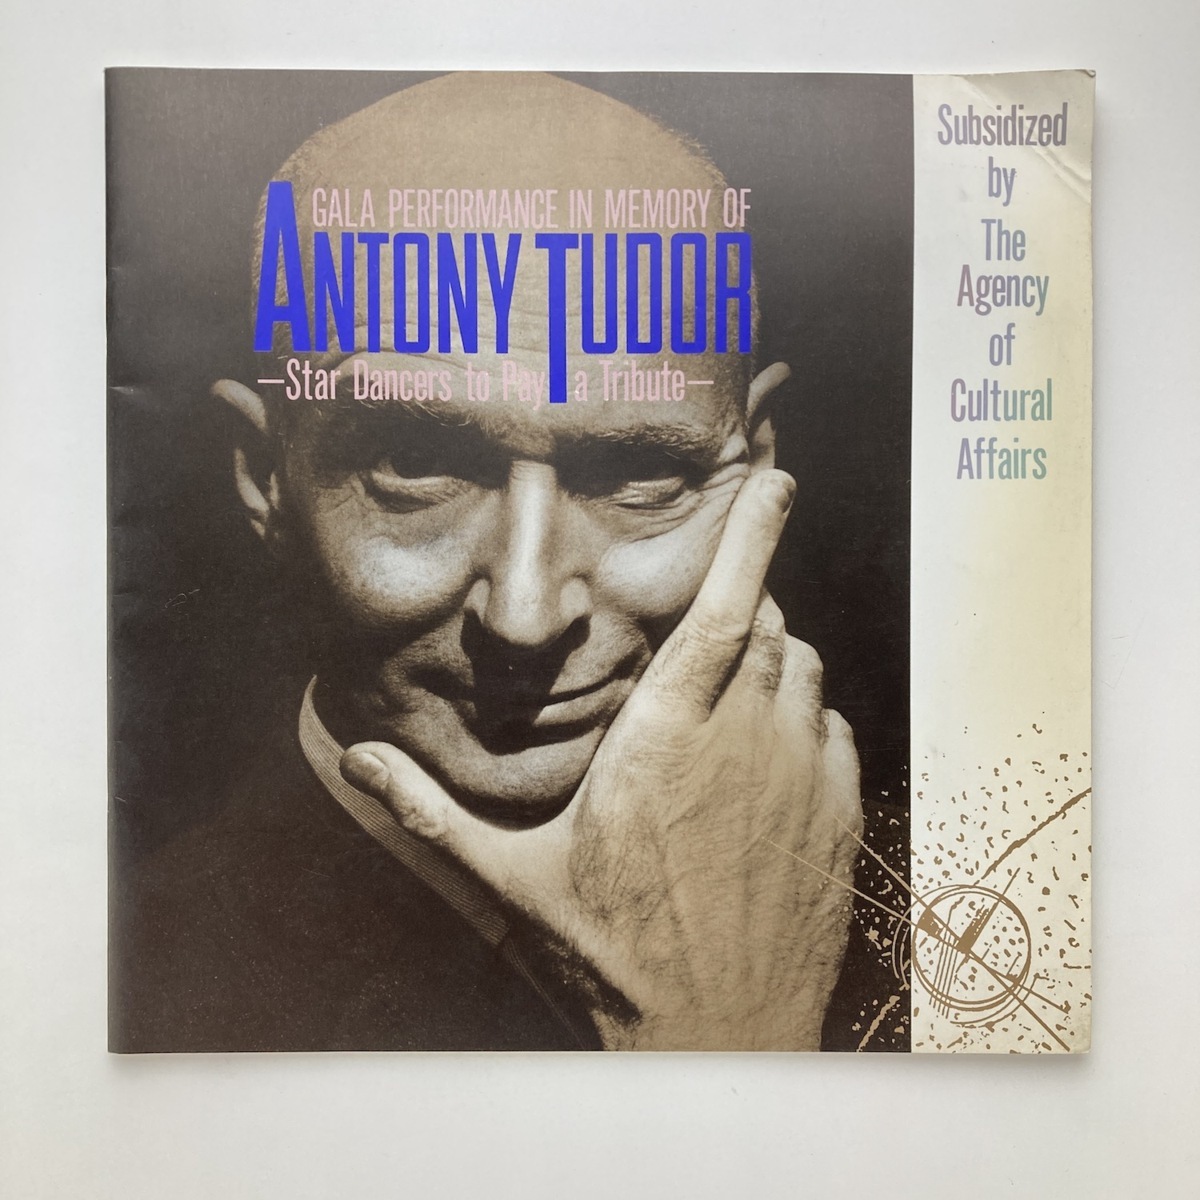 GALA PERFORMANCE IN MEMORY OF
ANTONY TUDOR
—Star Dancers to Pay a Tribute—
Subsidized
by
The
Agency
of
Cultural
Affairs